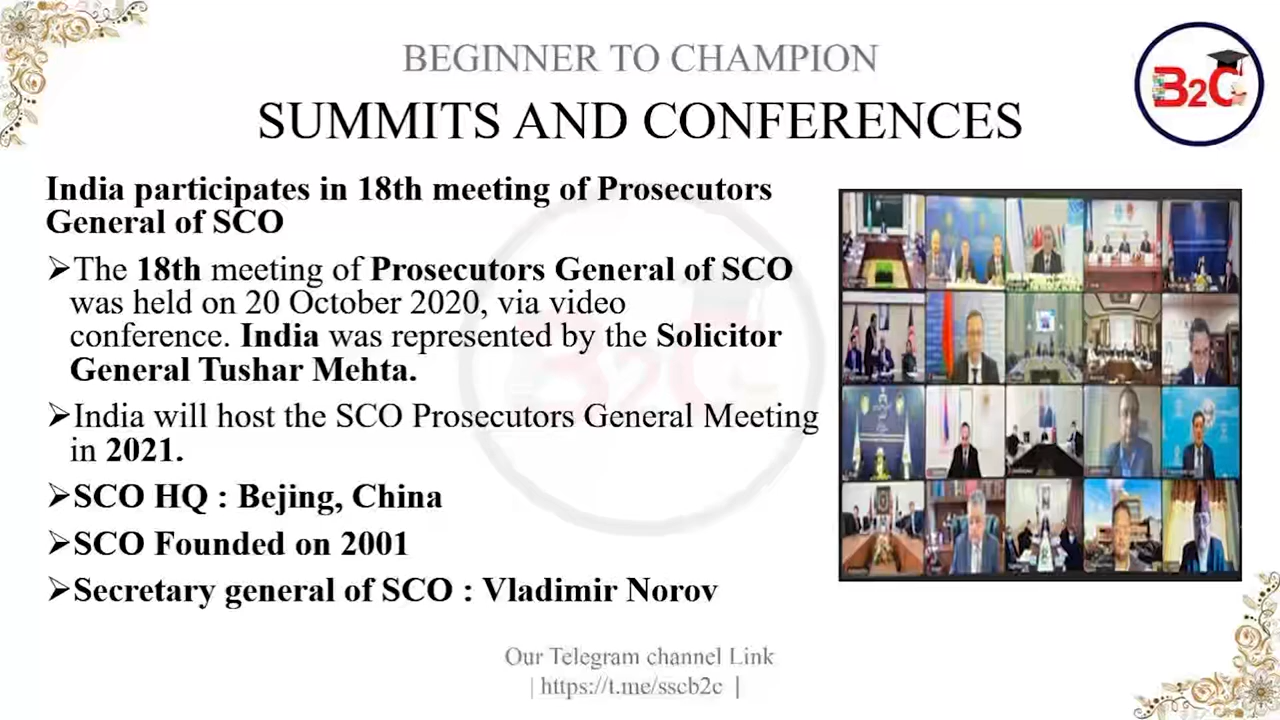 BEGINNER TO CHAMPION
B2C
SUMMITS AND CONFERENCES
India participates in 18th meeting of Prosecutors
General of SCO
➢The 18th meeting of Prosecutors General of SCO
was held on 20 October 2020, via video
conference. India was represented by the Solicitor
General Tushar Mehta.
➢India will host the SCO Prosecutors General Meeting
in 2021.
➢SCO HQ : Bejing, China
➢SCO Founded on 2001
➢Secretary general of SCO : Vladimir Norov
B2C
Our Telegram channel Link
| https://t.me/sscb2c |